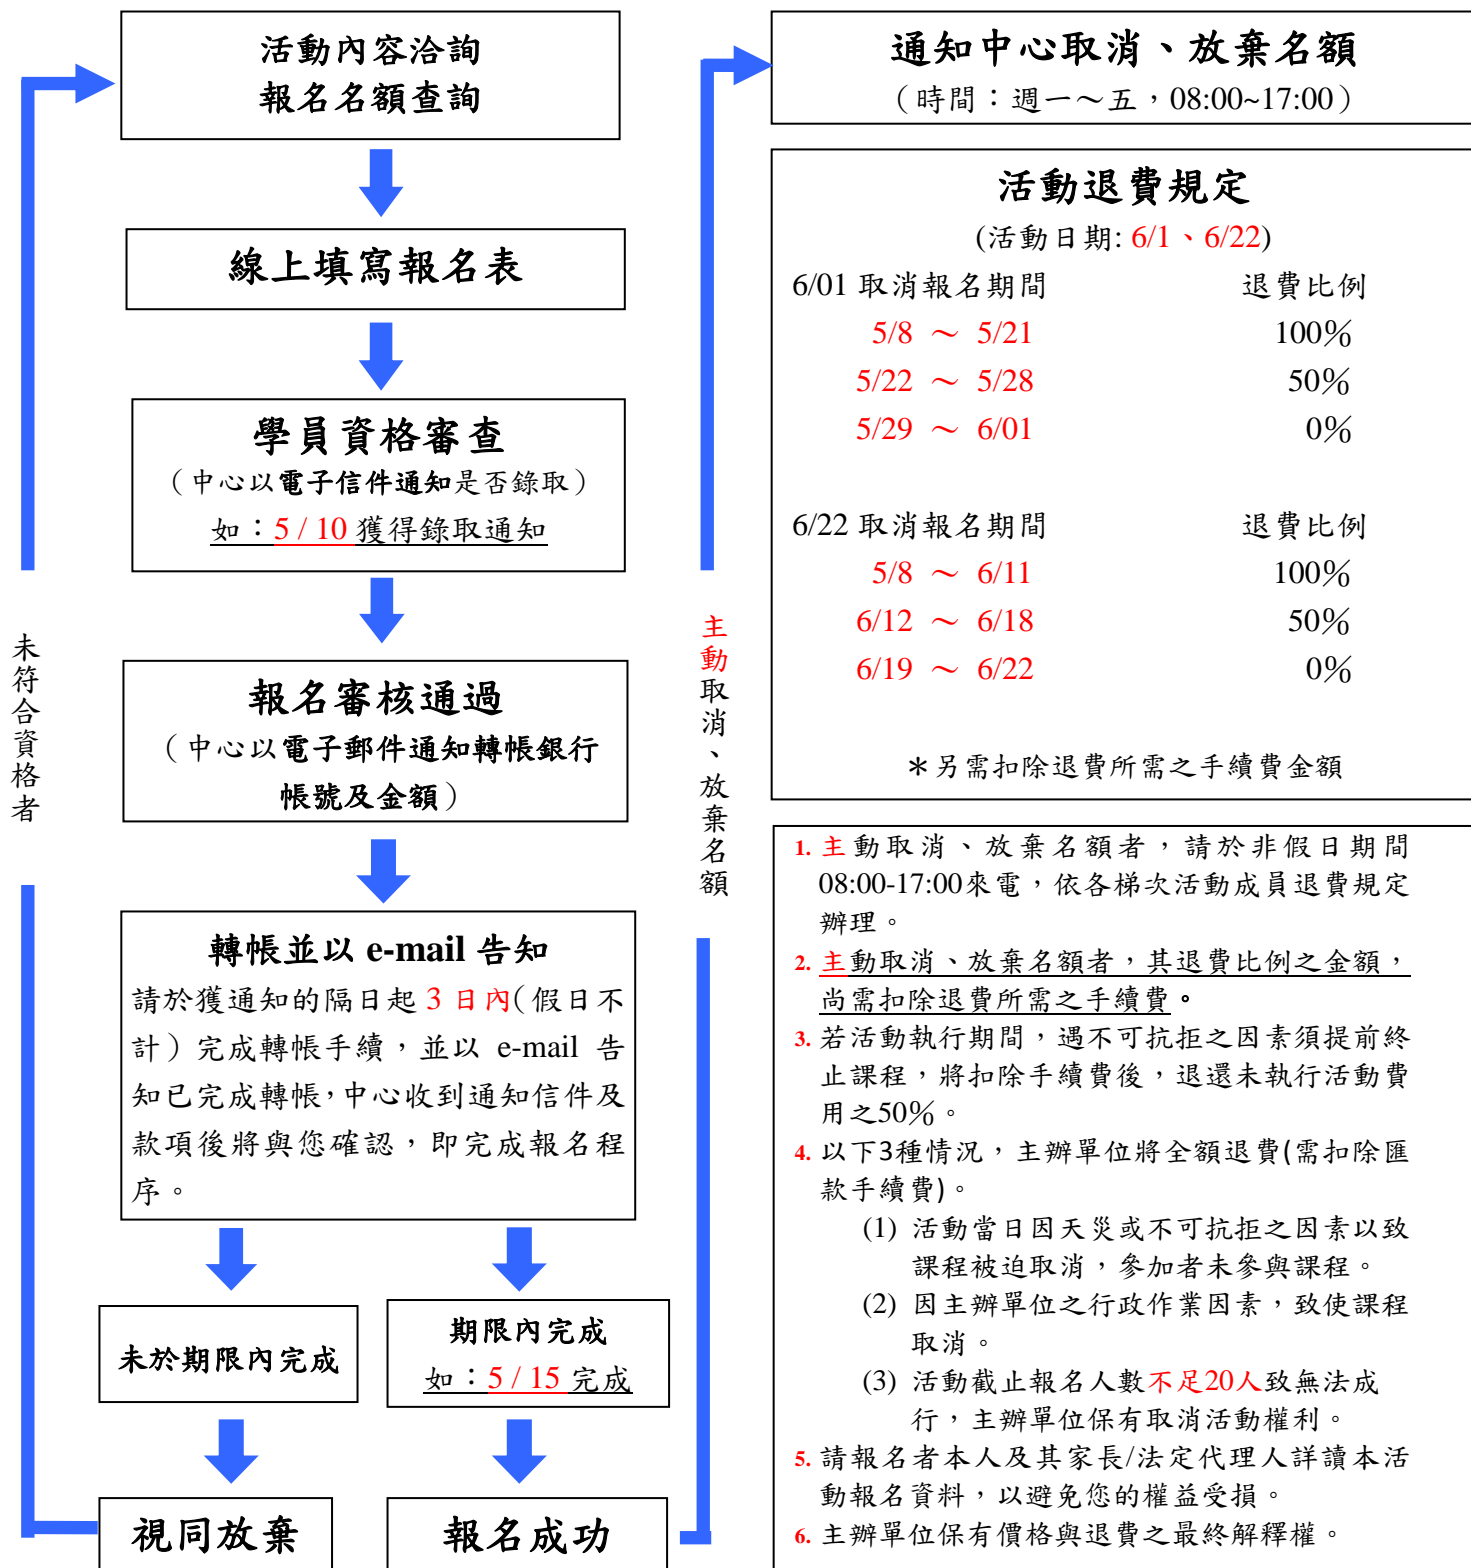 活動內容洽詢
報名名額查詢
線上填寫報名表
學員資格審查
（中心以電子信件通知是否錄取）
如：5 / 10 獲得錄取通知
報名審核通過
（中心以電子郵件通知轉帳銀行
帳號及金額）
轉帳並以 e-mail 告知
請於獲通知的隔日起 3 日內（假日不
計）完成轉帳手續，並以 e-mail 告
知已完成轉帳，中心收到通知信件及
款項後將與您確認，即完成報名程
序。
未於期限內完成
期限內完成
如：5 / 15 完成
視同放棄
報名成功
未符合資格者
主動取消、放棄名額
通知中心取消、放棄名額
（時間：週一～五，08:00~17:00）
活動退費規定
(活動日期: 6/1、6/22)
6/01 取消報名期間 退費比例
5/8 ～ 5/21 100%
5/22 ～ 5/28 50%
5/29 ～ 6/01 0%
6/22 取消報名期間 退費比例
5/8 ～ 6/11 100%
6/12 ～ 6/18 50%
6/19 ～ 6/22 0%
＊另需扣除退費所需之手續費金額
1. 主動取消、放棄名額者，請於非假日期間
08:00-17:00來電，依各梯次活動成員退費規定
辦理。
2. 主動取消、放棄名額者，其退費比例之金額，
尚需扣除退費所需之手續費。
3. 若活動執行期間，遇不可抗拒之因素須提前終
止課程，將扣除手續費後，退還未執行活動費
用之50%。
4. 以下3種情況，主辦單位將全額退費(需扣除匯
款手續費)。
(1) 活動當日因天災或不可抗拒之因素以致
課程被迫取消，參加者未參與課程。
(2) 因主辦單位之行政作業因素，致使課程
取消。
(3) 活動截止報名人數不足20人致無法成
行，主辦單位保有取消活動權利。
5. 請報名者本人及其家長/法定代理人詳讀本活
動報名資料，以避免您的權益受損。
6. 主辦單位保有價格與退費之最終解釋權。